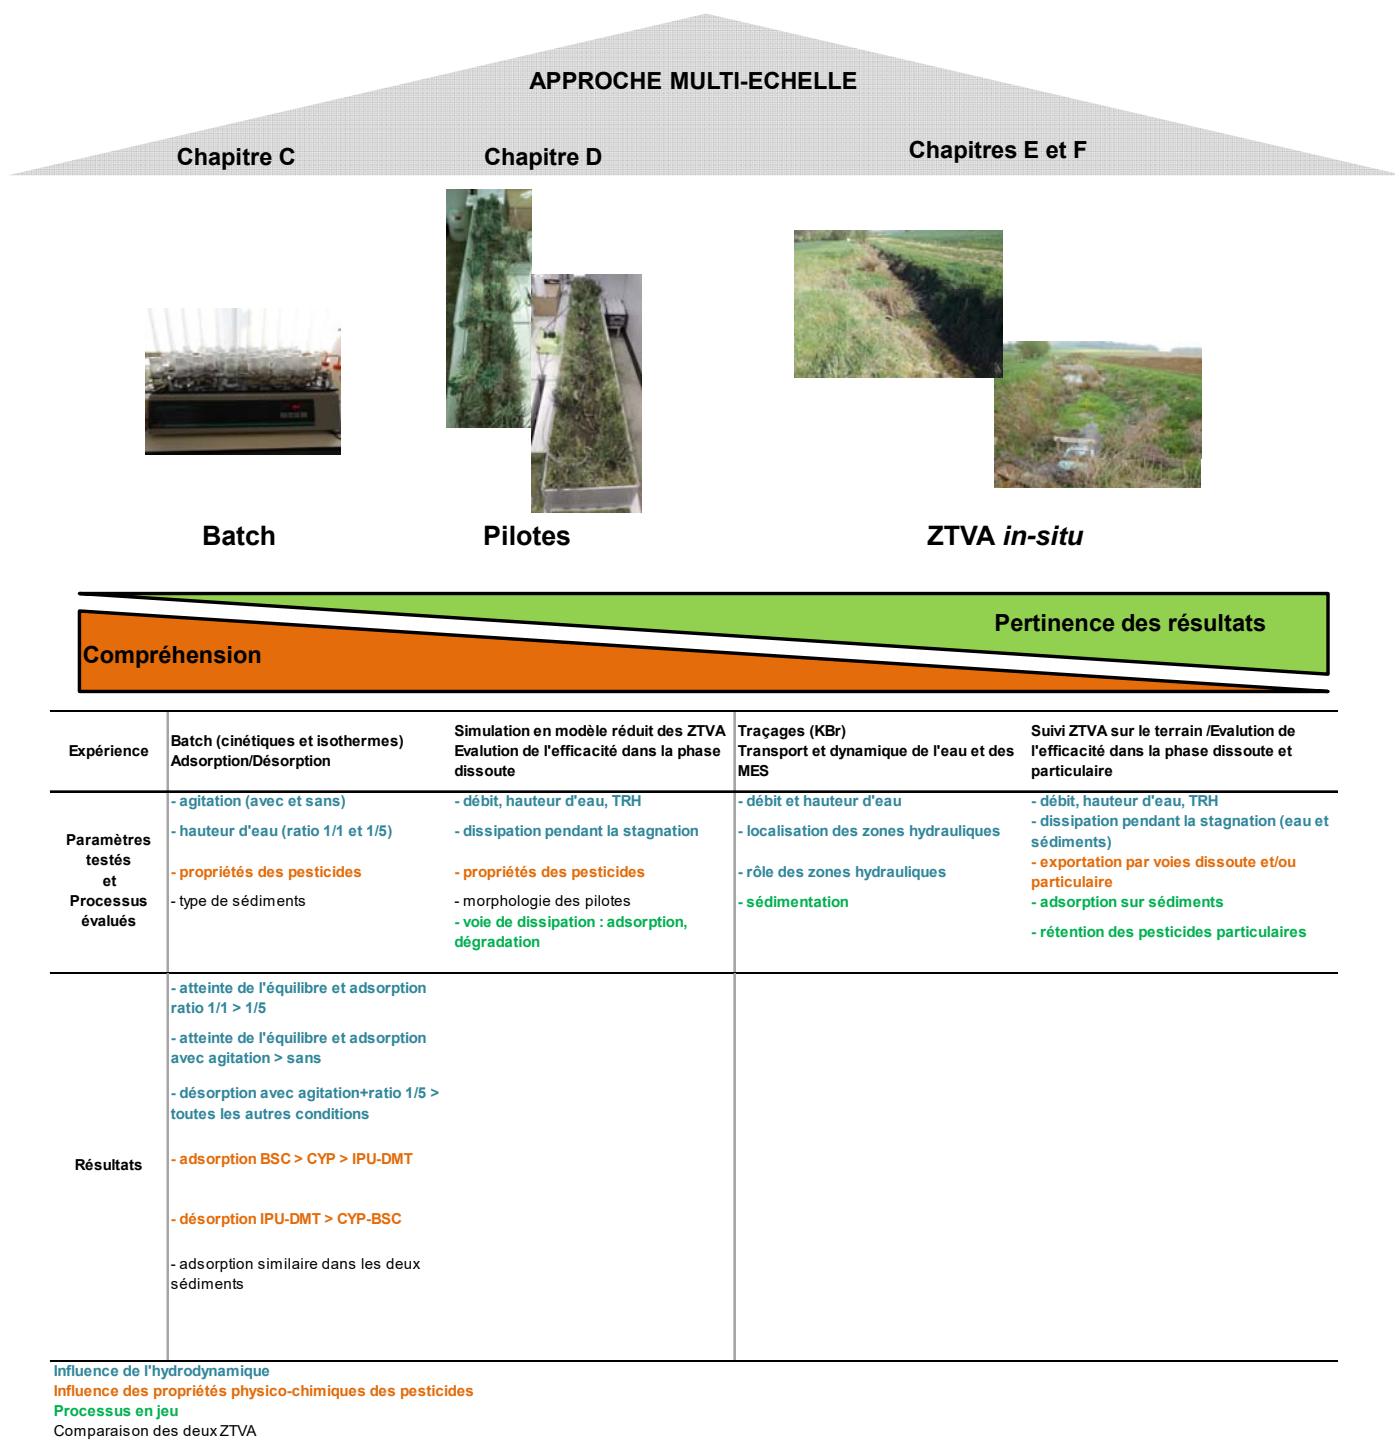 APPROCHE MULTI-ECHELLE
Chapitre C
Chapitre D
Chapitres E et F
Batch
Pilotes
ZTVA in-situ
Pertinence des résultats
Compréhension
Expérience
Batch (cinétiques et isothermes)
Adsorption/Désorption
Simulation en modèle réduit des ZTVA
Evalution de l'efficacité dans la phase
dissoute
Traçages (KBr)
Transport et dynamique de l'eau et des
MES
Suivi ZTVA sur le terrain /Evalution de
l'efficacité dans la phase dissoute et
particulaire
Paramètres
testés
et
Processus
évalués
- agitation (avec et sans)
- hauteur d'eau (ratio 1/1 et 1/5)
- propriétés des pesticides
- type de sédiments
- débit, hauteur d'eau, TRH
- dissipation pendant la stagnation
- propriétés des pesticides
- morphologie des pilotes
- voie de dissipation : adsorption,
dégradation
- débit et hauteur d'eau
- localisation des zones hydrauliques
- rôle des zones hydrauliques
- sédimentation
- débit, hauteur d'eau, TRH
- dissipation pendant la stagnation (eau et
sédiments)
- exportation par voies dissoute et/ou
particulaire
- adsorption sur sédiments
- rétention des pesticides particulaires
Résultats
- atteinte de l'équilibre et adsorption
ratio 1/1 > 1/5
- atteinte de l'équilibre et adsorption
avec agitation > sans
- désorption avec agitation+ratio 1/5 >
toutes les autres conditions
- adsorption BSC > CYP > IPU-DMT
- désorption IPU-DMT > CYP-BSC
- adsorption similaire dans les deux
sédiments
Influence de l'hydrodynamique
Influence des propriétés physico-chimiques des pesticides
Processus en jeu
Comparaison des deux ZTVA